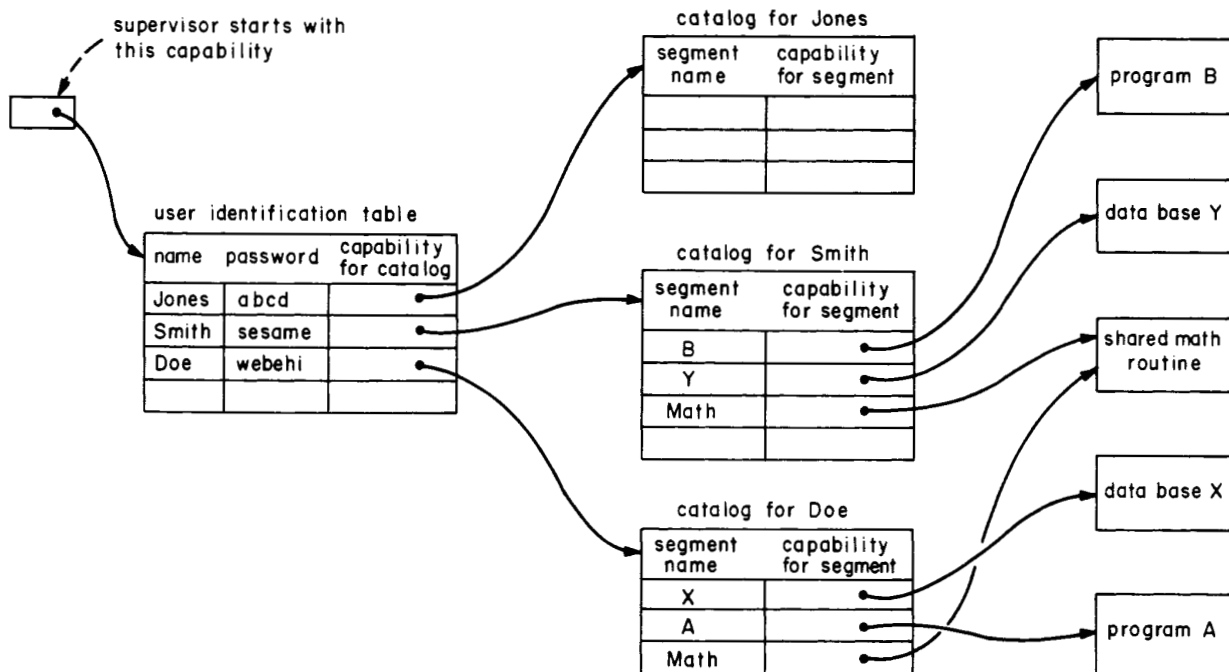 supervisor starts with
this capability
user identification table
name password capability
for catalog
Jones abcd
Smith sesame
Doe webehi
catalog for Jones
segment capability
name for segment
catalog for Smith
segment capability
name for segment
B
Y
Math
catalog for Doe
segment capability
name for segment
X
A
Math
program B
data base Y
shared math
routine
data base X
program A